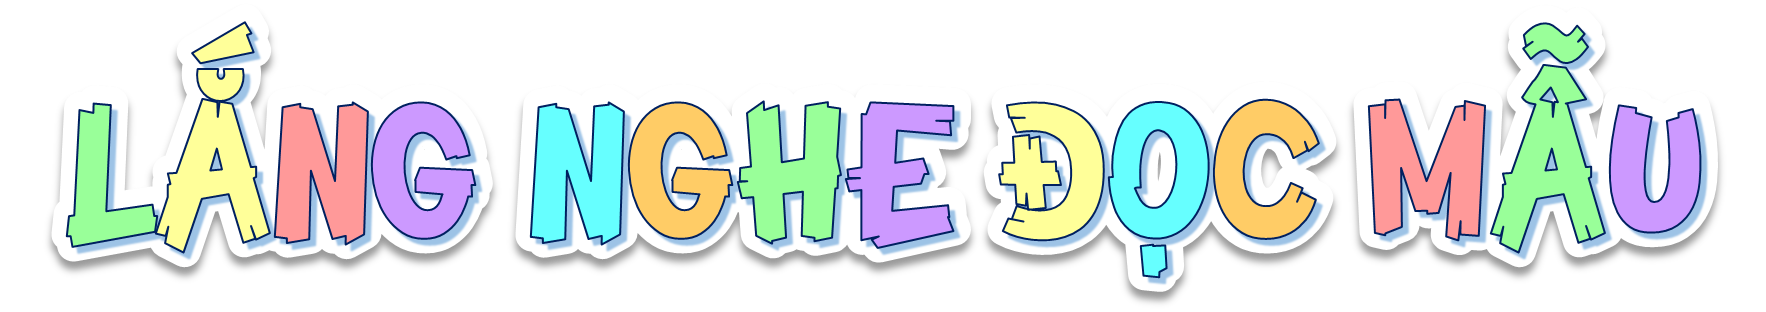 LẮNG NGHE ĐỌC MẪU